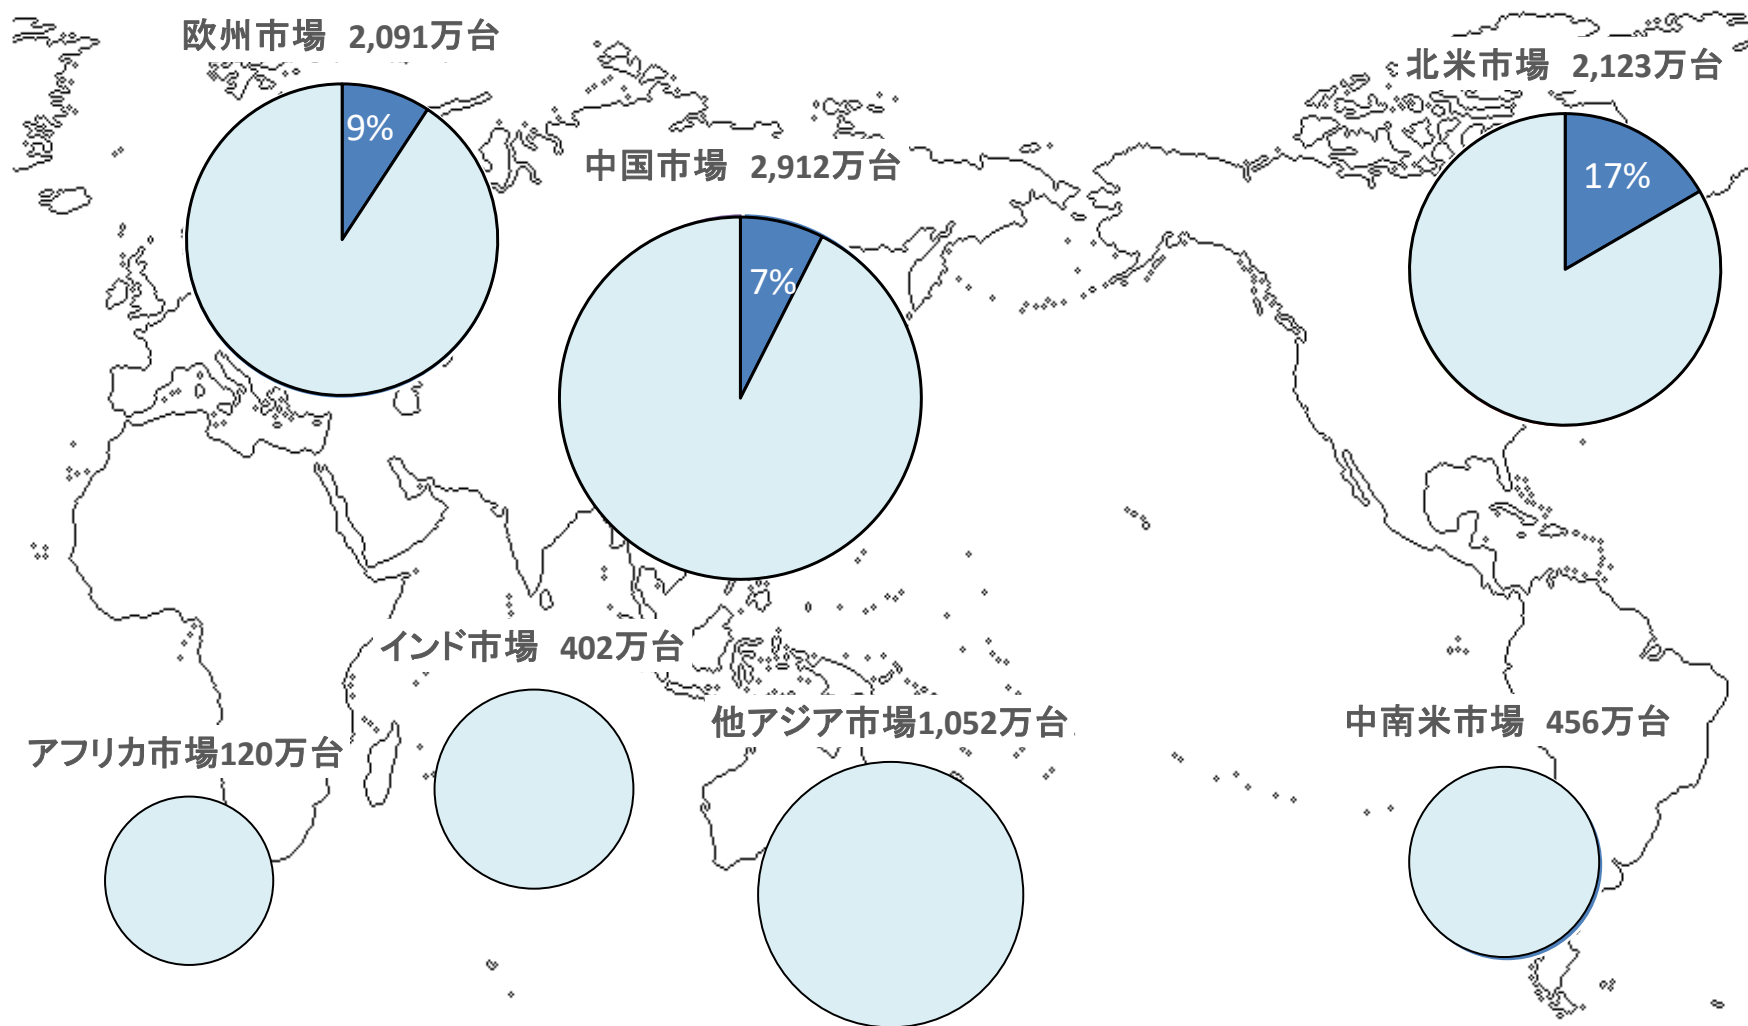 欧州市場 2,091万台
9%
北米市場 2,123万台
17%
中国市場 2,912万台
7%
インド市場 402万台
他アジア市場1,052万台
中南米市場 456万台
アフリカ市場120万台